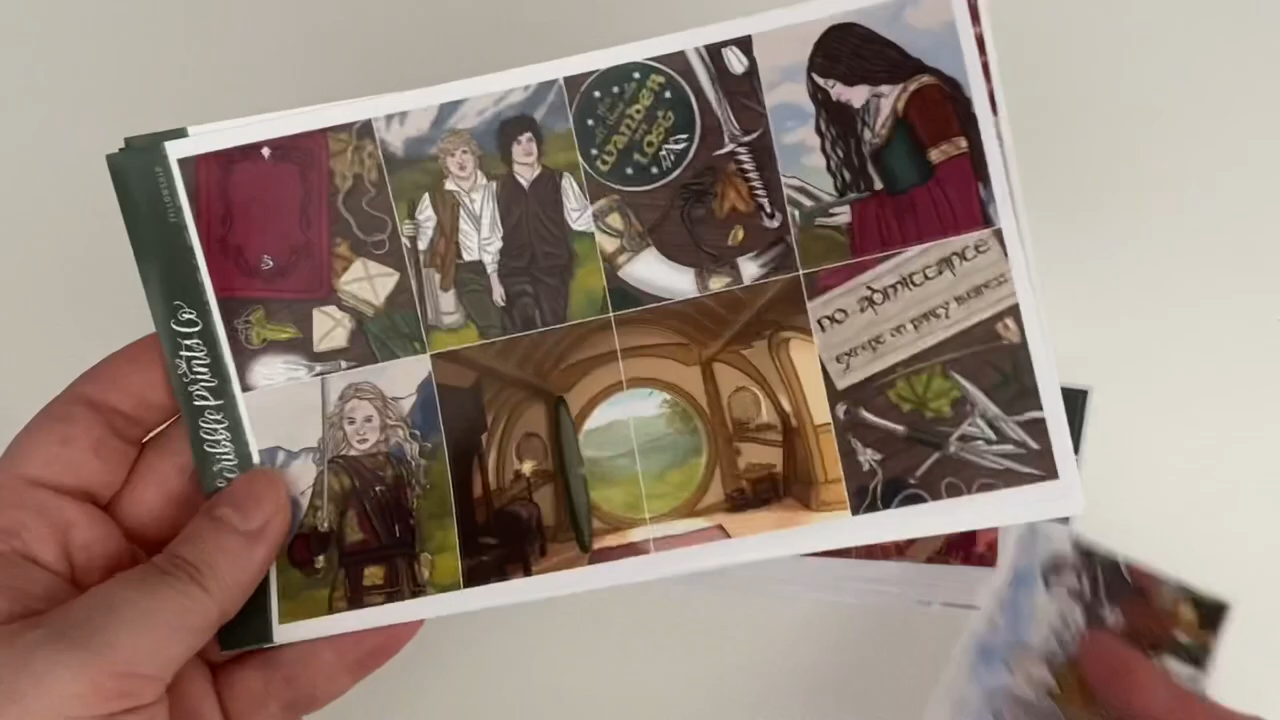 FELLOWSHIP
Scribble Prints Co
Not
all those who
wander
are
lost
no admittance
except on party business